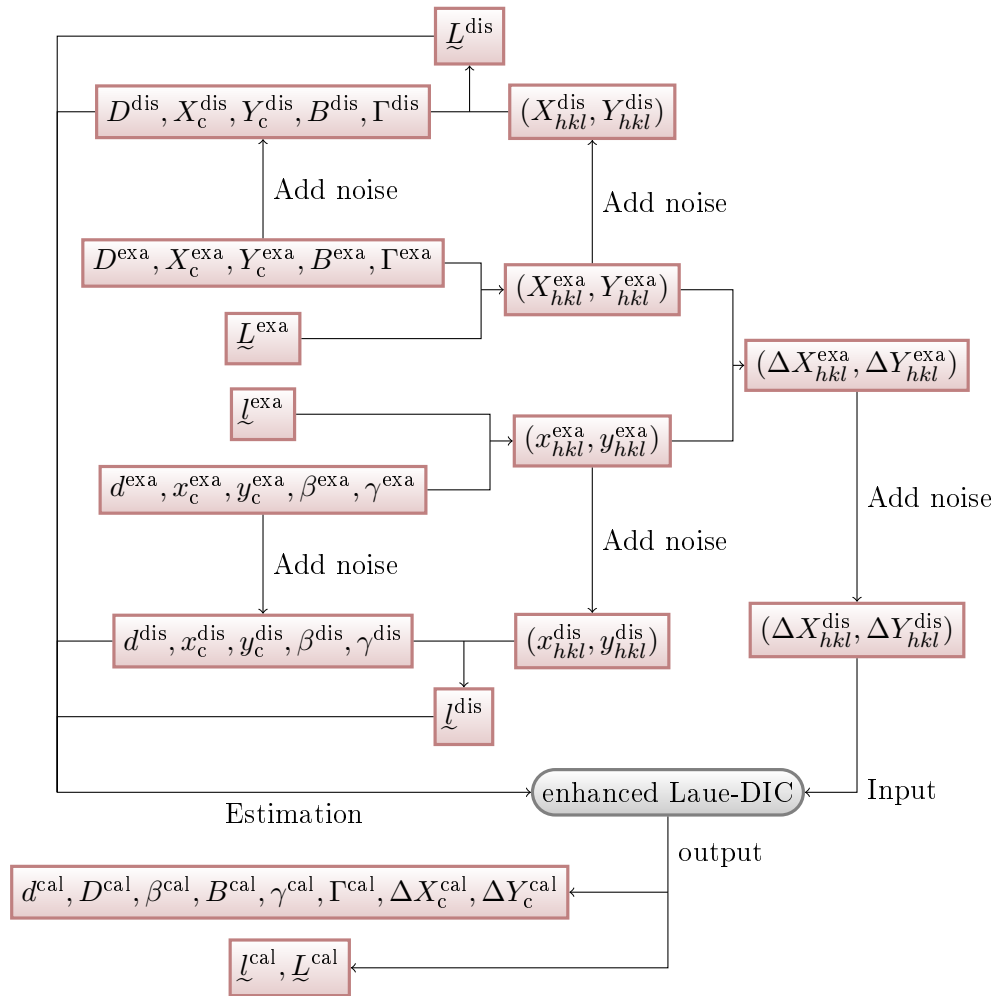 L̰^dis
D^dis, X_c^dis, Y_c^dis, B^dis, Γ^dis
(X_hkl^dis, Y_hkl^dis)
Add noise
Add noise
D^exa, X_c^exa, Y_c^exa, B^exa, Γ^exa
(X_hkl^exa, Y_hkl^exa)
L̰^exa
(ΔX_hkl^exa, ΔY_hkl^exa)
l̰^exa
(x_hkl^exa, y_hkl^exa)
d^exa, x_c^exa, y_c^exa, β^exa, γ^exa
Add noise
Add noise
Add noise
d^dis, x_c^dis, y_c^dis, β^dis, γ^dis
(x_hkl^dis, y_hkl^dis)
(ΔX_hkl^dis, ΔY_hkl^dis)
l̰^dis
enhanced Laue-DIC
Input
Estimation
output
d^cal, D^cal, β^cal, B^cal, γ^cal, Γ^cal, ΔX_c^cal, ΔY_c^cal
l̰^cal, L̰^cal